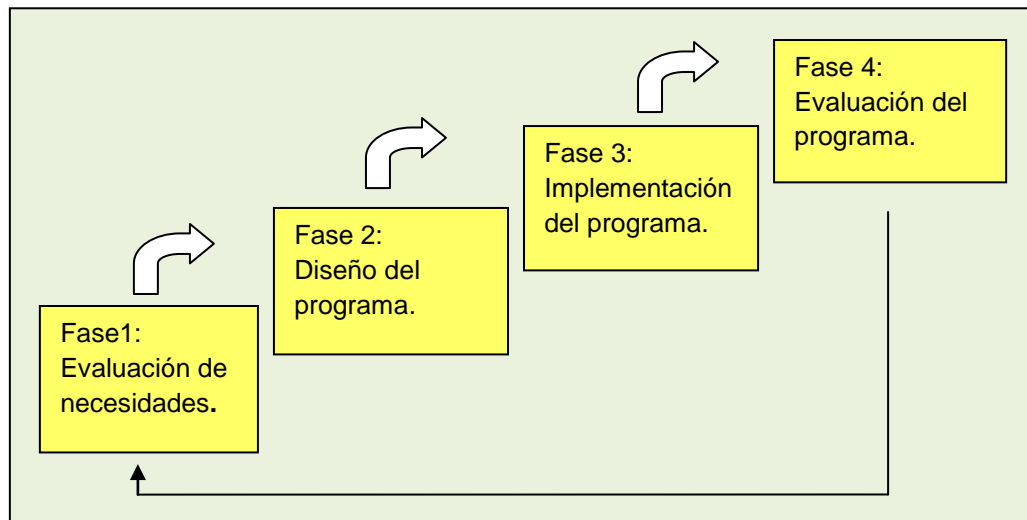 Fase1:
Evaluación de
necesidades.
Fase 2:
Diseño del
programa.
Fase 3:
Implementación
del programa.
Fase 4:
Evaluación del
programa.